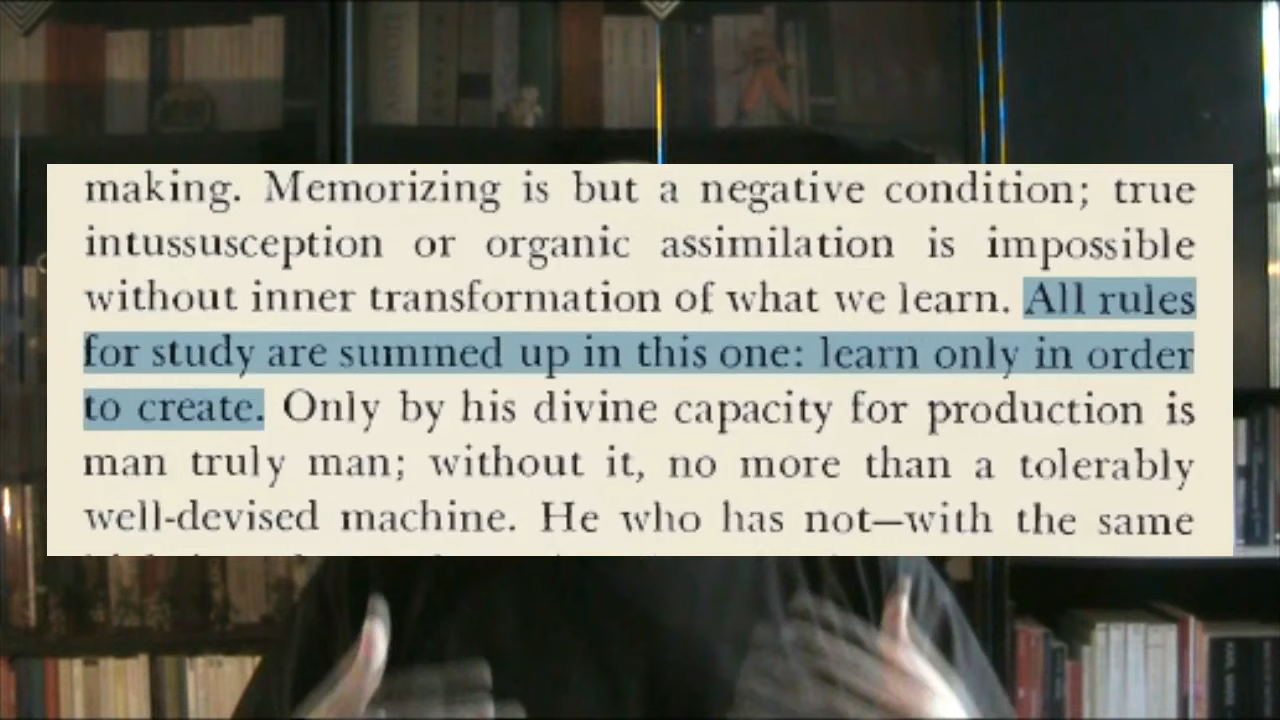 making. Memorizing is but a negative condition; true
intussusception or organic assimilation is impossible
without inner transformation of what we learn. All rules
for study are summed up in this one: learn only in order
to create. Only by his divine capacity for production is
man truly man; without it, no more than a tolerably
well-devised machine. He who has not—with the same